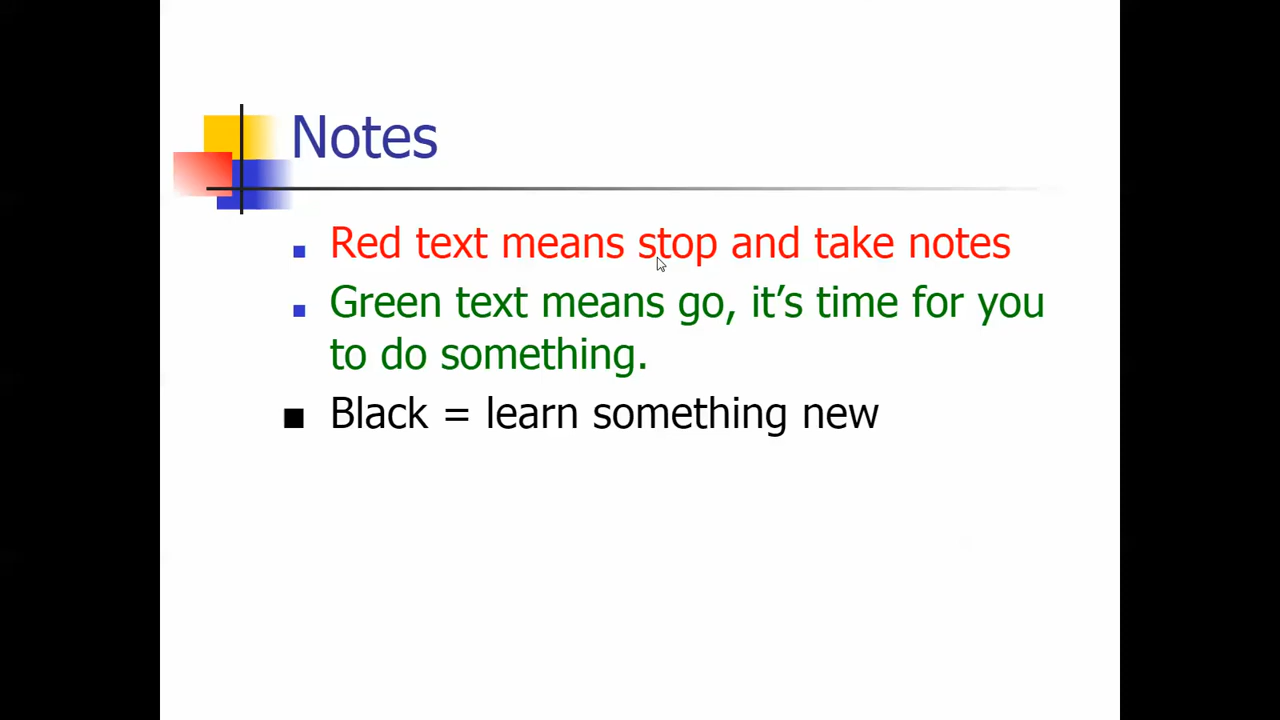 Notes
Red text means stop and take notes
Green text means go, it’s time for you
to do something.
Black = learn something new